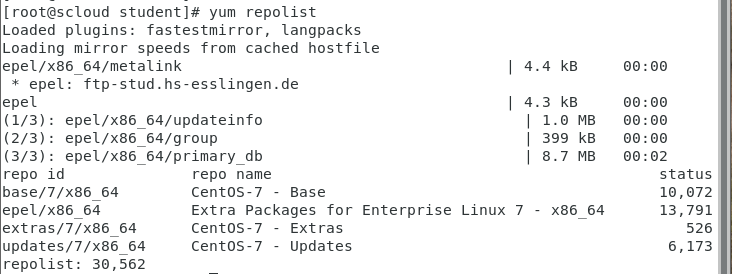 [root@scloud student]# yum repolist
Loaded plugins: fastestmirror, langpacks
Loading mirror speeds from cached hostfile
epel/x86_64/metalink | 4.4 kB 00:00
* epel: ftp-stud.hs-esslingen.de
epel | 4.3 kB 00:00
(1/3): epel/x86_64/updateinfo | 1.0 MB 00:00
(2/3): epel/x86_64/group | 399 kB 00:00
(3/3): epel/x86_64/primary_db | 8.7 MB 00:02
repo id repo name status
base/7/x86_64 CentOS-7 - Base 10,072
epel/x86_64 Extra Packages for Enterprise Linux 7 - x86_64 13,791
extras/7/x86_64 CentOS-7 - Extras 526
updates/7/x86_64 CentOS-7 - Updates 6,173
repolist: 30,562